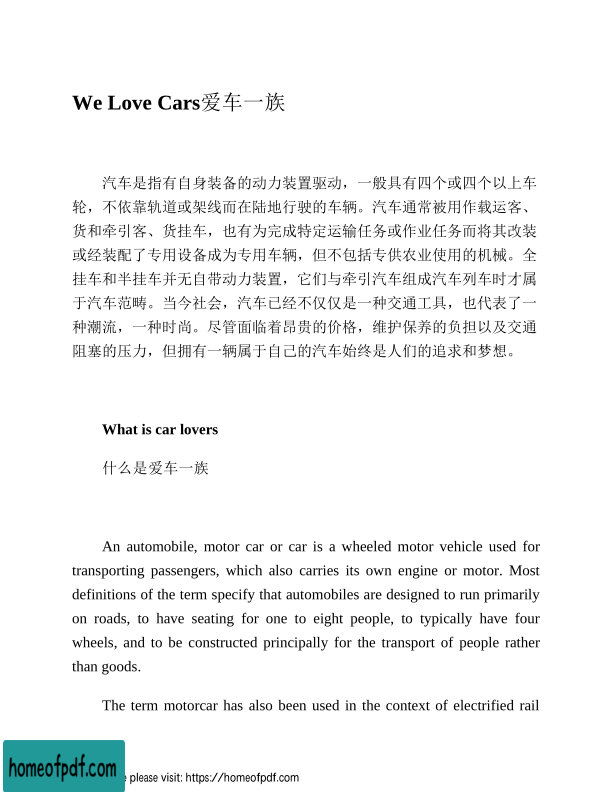 We Love Cars爱车一族
汽车是指有自身装备的动力装置驱动，一般具有四个或四个以上车
轮，不依靠轨道或架线而在陆地行驶的车辆。汽车通常被用作载运客、
货和牵引客、货挂车，也有为完成特定运输任务或作业任务而将其改装
或经装配了专用设备成为专用车辆，但不包括专供农业使用的机械。全
挂车和半挂车并无自带动力装置，它们与牵引汽车组成汽车列车时才属
于汽车范畴。当今社会，汽车已经不仅仅是一种交通工具，也代表了一
种潮流，一种时尚。尽管面临着昂贵的价格，维护保养的负担以及交通
阻塞的压力，但拥有一辆属于自己的汽车始终是人们的追求和梦想。
What is car lovers
什么是爱车一族
An automobile, motor car or car is a wheeled motor vehicle used for
transporting passengers, which also carries its own engine or motor. Most
definitions of the term specify that automobiles are designed to run primarily
on roads, to have seating for one to eight people, to typically have four
wheels, and to be constructed principally for the transport of people rather
than goods.
The term motorcar has also been used in the context of electrified rail
homeofpdf.com
e please visit: https://homeofpdf.com